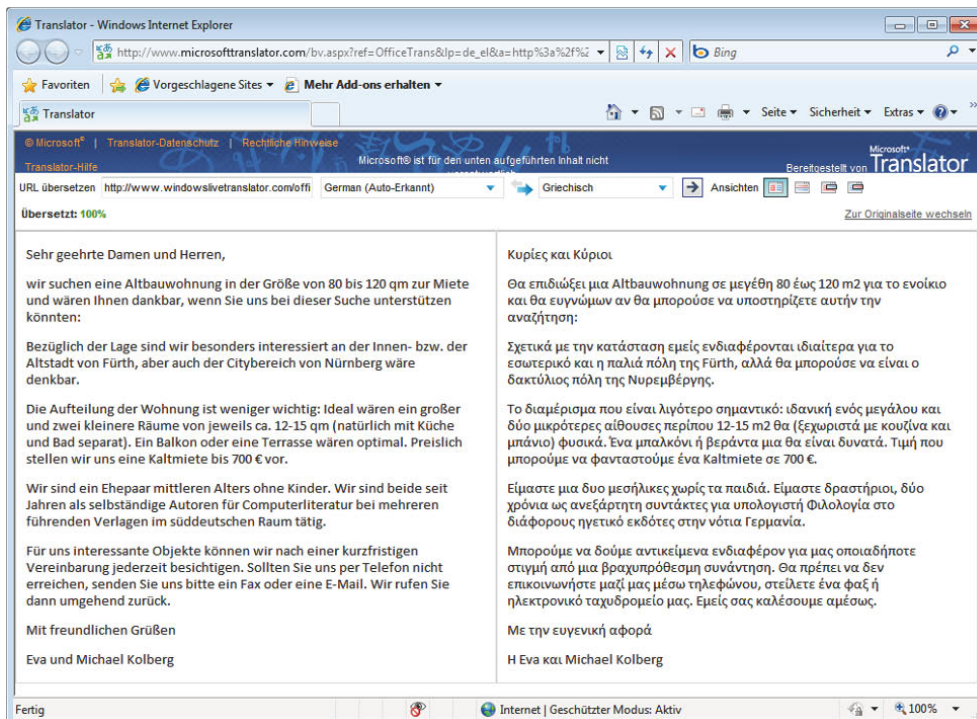 Translator - Windows Internet Explorer
http://www.microsofttranslator.com/bv.aspx?ref=OfficeTrans&lp=de_el&a=http%3a%2f%2
Bing
Favoriten
Vorgeschlagene Sites
Mehr Add-ons erhalten
Translator
Seite
Sicherheit
Extras
© Microsoft® | Translator-Datenschutz | Rechtliche Hinweise
Translator-Hilfe
Microsoft® ist für den unten aufgeführten Inhalt nicht
Bereitgestellt von
Microsoft®
Translator
URL übersetzen http://www.windowslivetranslator.com/offi German (Auto-Erkannt) Griechisch Ansichten
Übersetzt: 100%
Zur Originalseite wechseln
Sehr geehrte Damen und Herren,
wir suchen eine Altbauwohnung in der Größe von 80 bis 120 qm zur Miete
und wären Ihnen dankbar, wenn Sie uns bei dieser Suche unterstützen
könnten:
Bezüglich der Lage sind wir besonders interessiert an der Innen- bzw. der
Altstadt von Fürth, aber auch der Citybereich von Nürnberg wäre
denkbar.
Die Aufteilung der Wohnung ist weniger wichtig: Ideal wären ein großer
und zwei kleinere Räume von jeweils ca. 12-15 qm (natürlich mit Küche
und Bad separat). Ein Balkon oder eine Terrasse wären optimal. Preislich
stellen wir uns eine Kaltmiete bis 700 € vor.
Wir sind ein Ehepaar mittleren Alters ohne Kinder. Wir sind beide seit
Jahren als selbständige Autoren für Computerliteratur bei mehreren
führenden Verlagen im süddeutschen Raum tätig.
Für uns interessante Objekte können wir nach einer kurzfristigen
Vereinbarung jederzeit besichtigen. Sollten Sie uns per Telefon nicht
erreichen, senden Sie uns bitte ein Fax oder eine E-Mail. Wir rufen Sie
dann umgehend zurück.
Mit freundlichen Grüßen
Eva und Michael Kolberg
Κυρίες και Κύριοι
Θα επιδιώξει μια Altbauwohnung σε μεγέθη 80 έως 120 m2 για το ενοίκιο
και θα ευγνώμων αν θα μπορούσε να υποστηρίζετε αυτήν την
αναζήτηση:
Σχετικά με την κατάσταση εμείς ενδιαφέρονται ιδιαίτερα για το
εσωτερικό και η παλιά πόλη της Fürth, αλλά θα μπορούσε να είναι ο
δακτύλιος πόλη της Νυρεμβέργης.
Το διαμέρισμα που είναι λιγότερο σημαντικό: ιδανική ενός μεγάλου και
δύο μικρότερες αίθουσες περίπου 12-15 m2 θα (ξεχωριστά με κουζίνα και
μπάνιο) φυσικά. Ένα μπαλκόνι ή βεράντα μια θα είναι δυνατά. Τιμή που
μπορούμε να φανταστούμε ένα Kaltmiete σε 700 €.
Είμαστε μια δυο μεσήλικες χωρίς τα παιδιά. Είμαστε δραστήριοι, δύο
χρόνια ως ανεξάρτητη συντάκτες για υπολογιστή Φιλολογία στο
διάφορους ηγετικό εκδότες στην νότια Γερμανία.
Μπορούμε να δούμε αντικείμενα ενδιαφέρον για μας οποιαδήποτε
στιγμή από μια βραχυπρόθεσμη συνάντηση. Θα πρέπει να δεν
επικοινωνήστε μαζί μας μέσω τηλεφώνου, στείλετε ένα φαξ ή
ηλεκτρονικό ταχυδρομείο μας. Εμείς σας καλέσουμε αμέσως.
Με την ευγενική αφορά
Η Eva και Michael Kolberg
Fertig
Internet | Geschützter Modus: Aktiv
100%